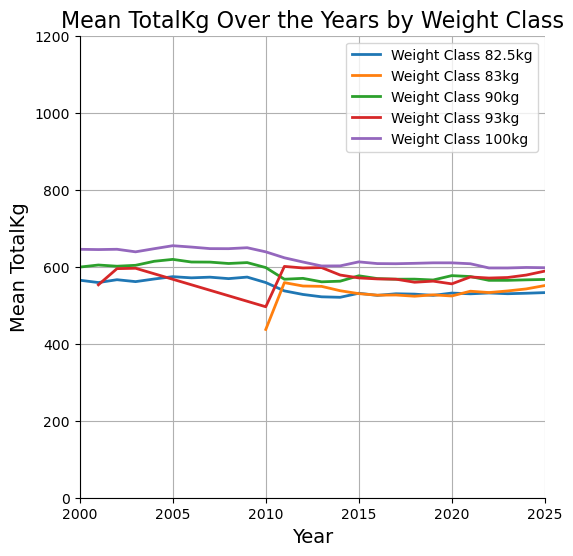 Mean TotalKg Over the Years by Weight Class
Mean TotalKg
1200
1000
800
600
400
200
0
Weight Class 82.5kg
Weight Class 83kg
Weight Class 90kg
Weight Class 93kg
Weight Class 100kg
2000 2005 2010 2015 2020 2025
Year